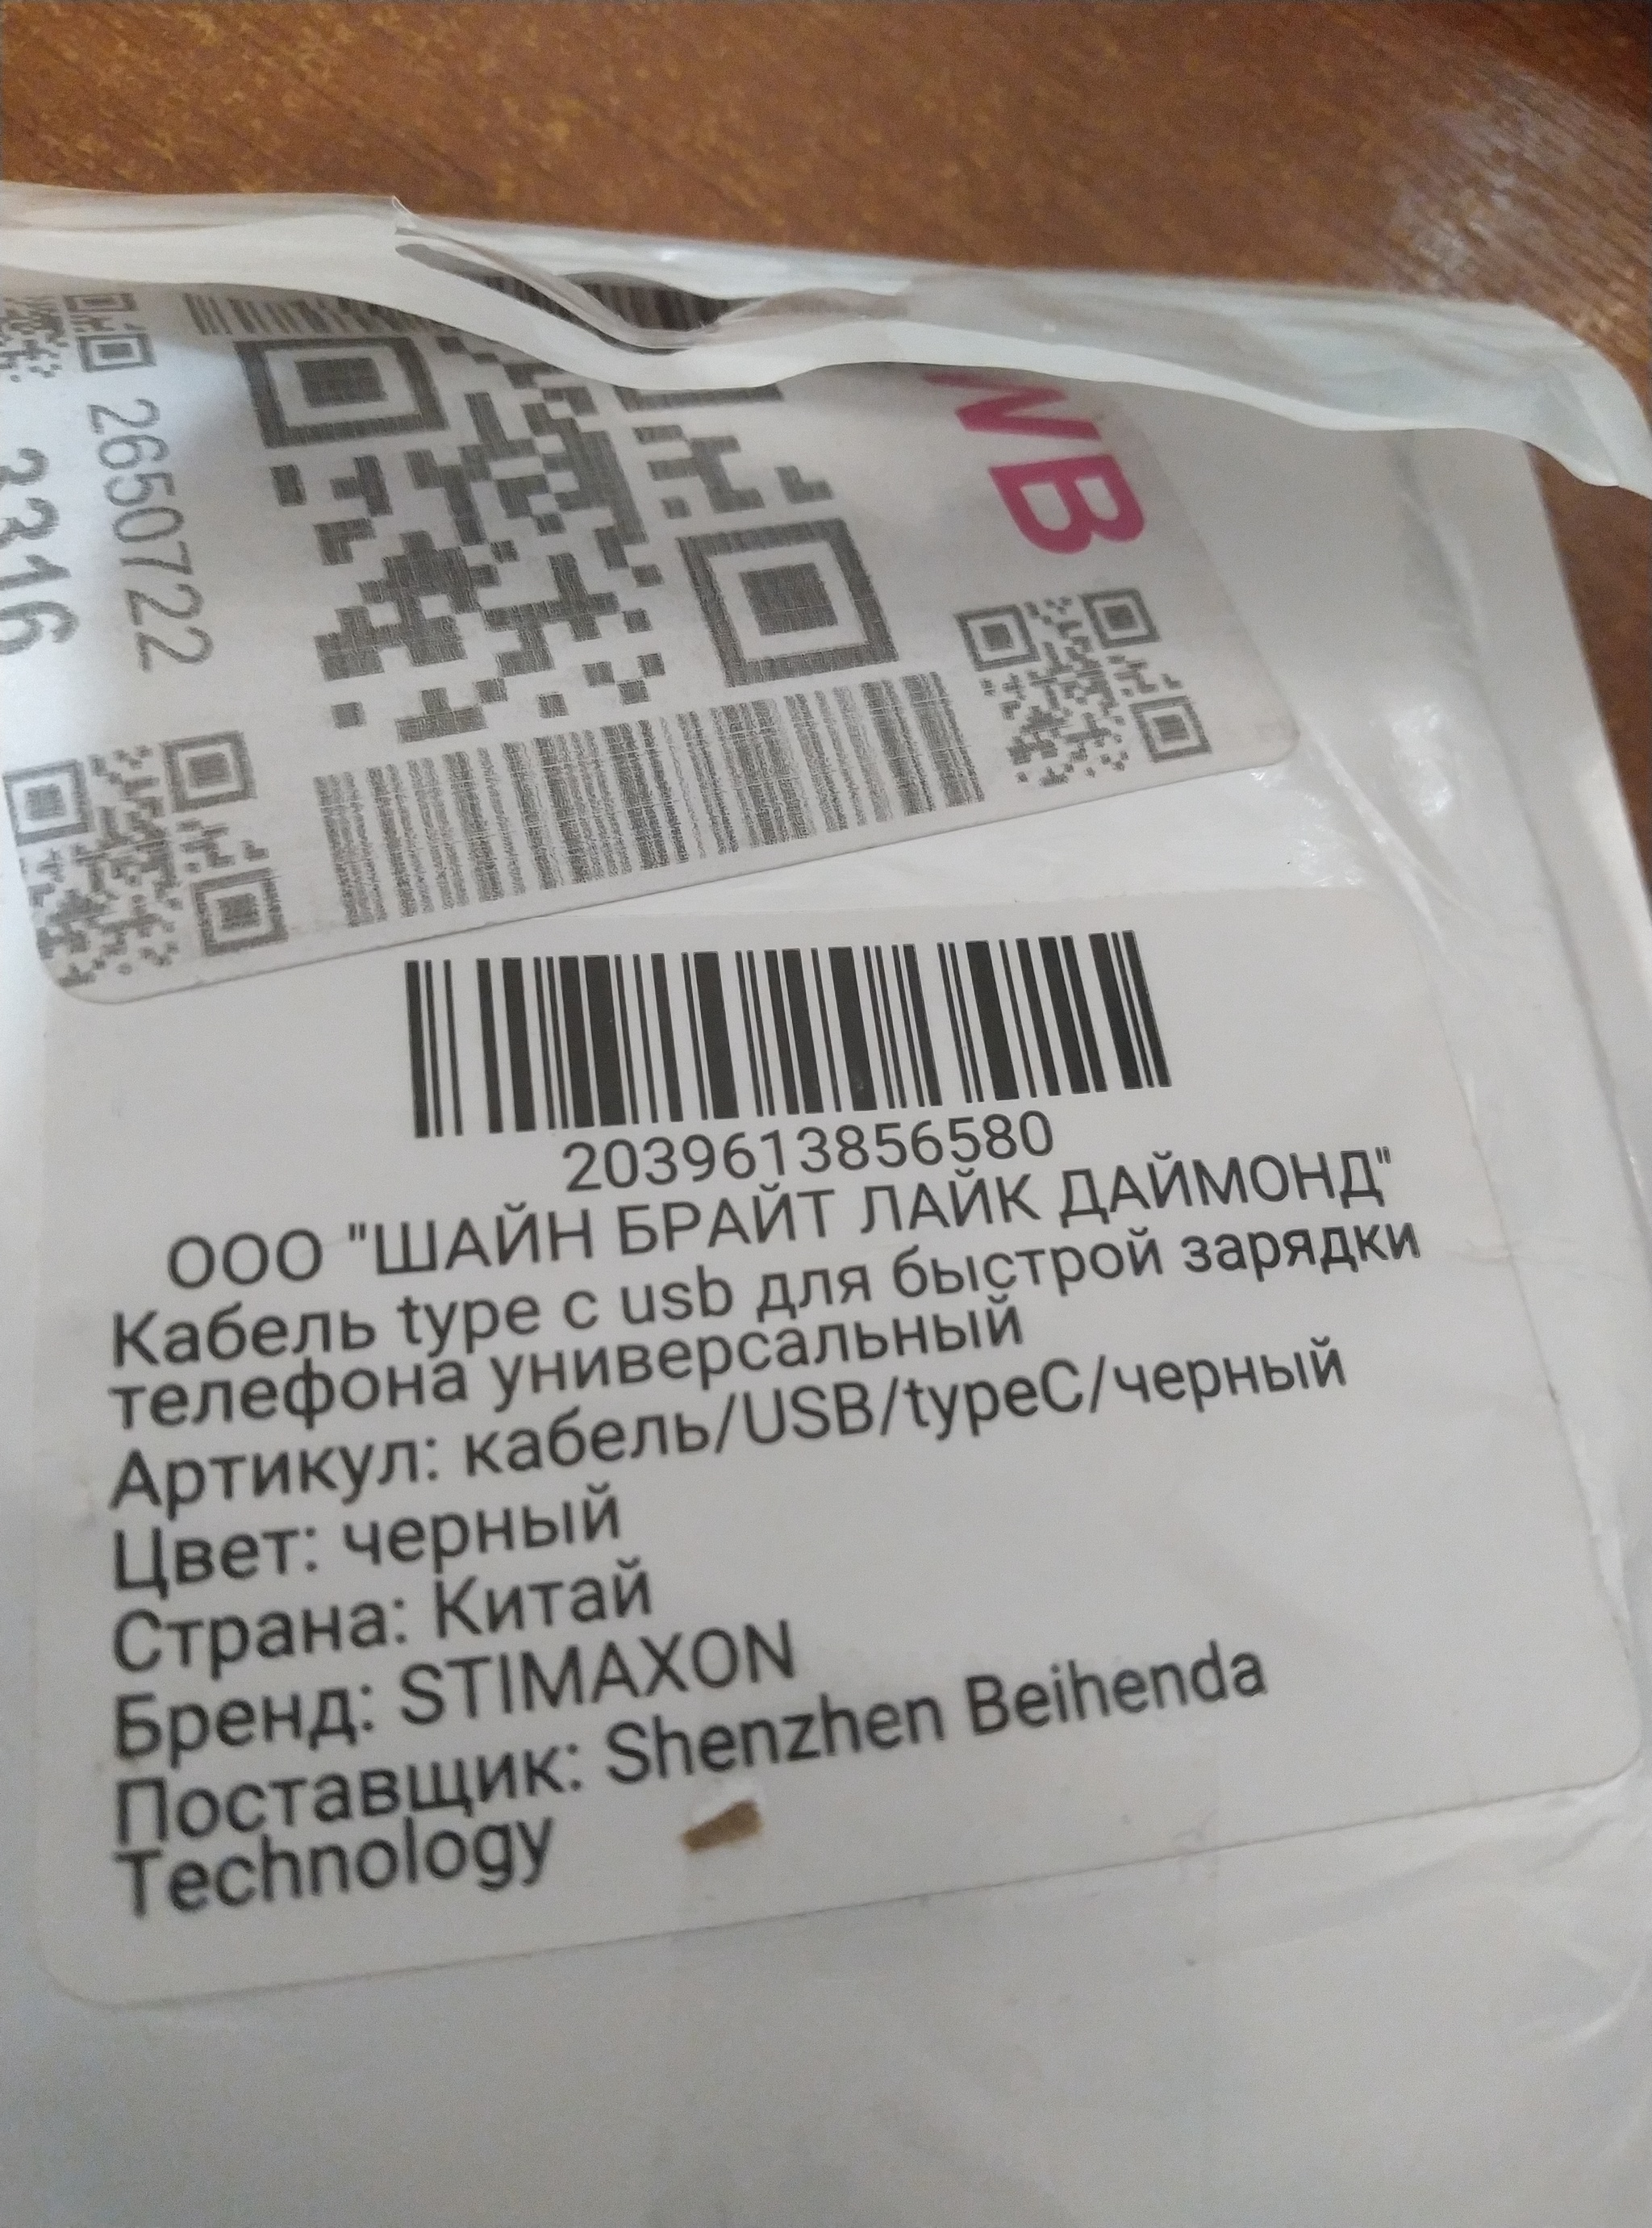 WB
2650722
3316
2039613856580
ООО "ШАЙН БРАЙТ ЛАЙК ДАЙМОНД"
Кабель type c usb для быстрой зарядки
телефона универсальный
Артикул: кабель/USB/typeC/черный
Цвет: черный
Страна: Китай
Бренд: STIMAXON
Поставщик: Shenzhen Beihenda
Technology